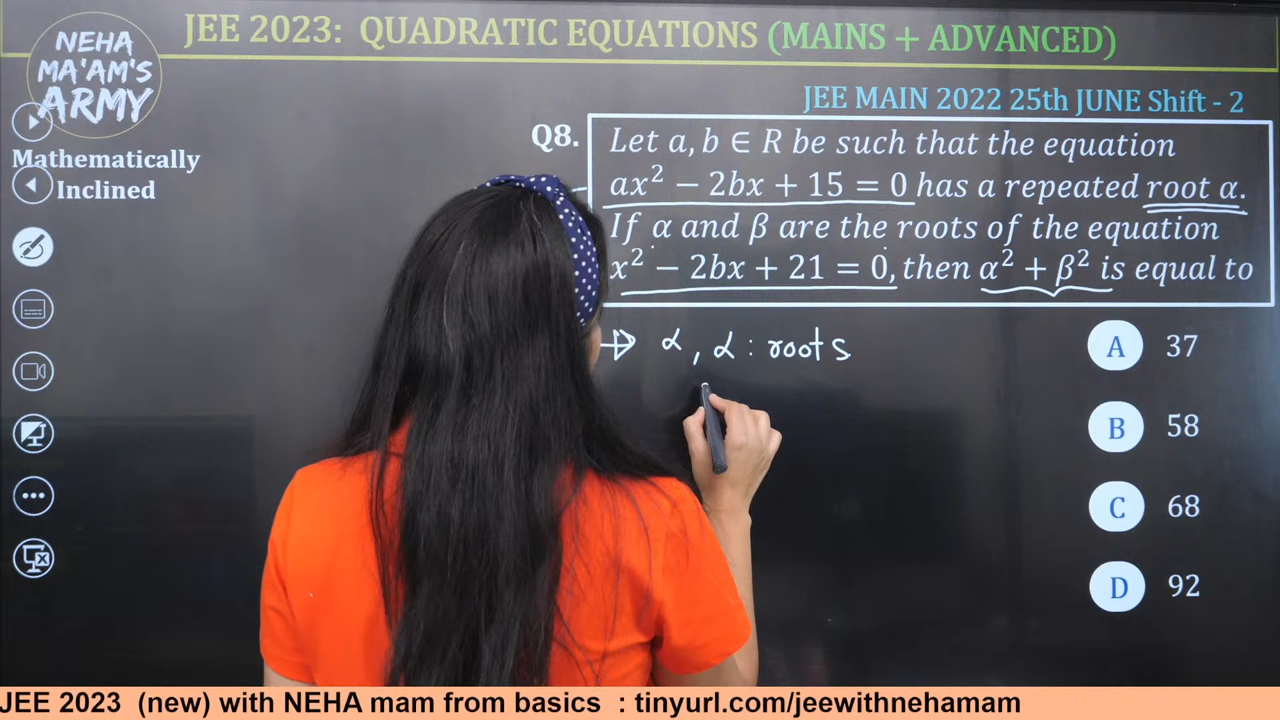 JEE 2023: QUADRATIC EQUATIONS (MAINS + ADVANCED)
NEHA
MA'AM'S
ARMY
Mathematically
Inclined
JEE MAIN 2022 25th JUNE Shift - 2
Q8. Let a, b ∈ R be such that the equation
ax² − 2bx + 15 = 0 has a repeated root α.
If α and β are the roots of the equation
x² − 2bx + 21 = 0, then α² + β² is equal to
α, α : roots
A 37
B 58
C 68
D 92
JEE 2023 (new) with NEHA mam from basics : tinyurl.com/jeewithnehamam